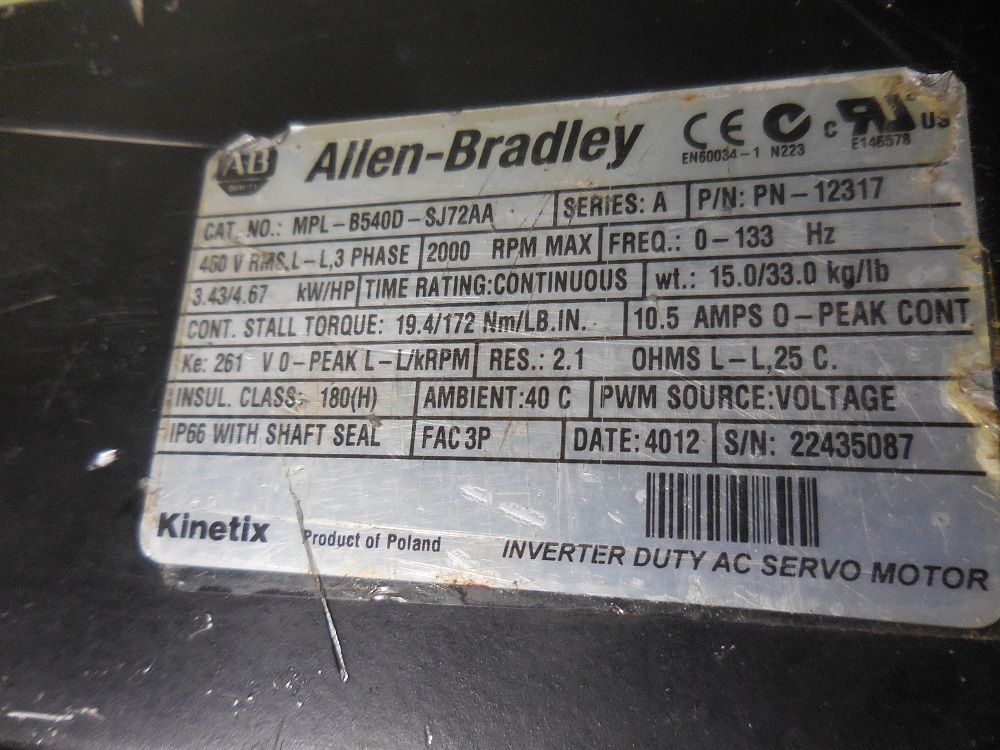 AB QUALITY Allen-Bradley CE EN60034-1 N223 C RU US E146578
CAT. NO.: MPL-B540D-SJ72AA SERIES: A P/N: PN-12317
460 V RMS,L-L,3 PHASE 2000 RPM MAX FREQ.: 0-133 Hz
3.43/4.67 kW/HP TIME RATING:CONTINUOUS wt.: 15.0/33.0 kg/lb
CONT. STALL TORQUE: 19.4/172 Nm/LB.IN. 10.5 AMPS 0-PEAK CONT
Ke: 261 V 0-PEAK L-L/kRPM RES.: 2.1 OHMS L-L,25 C.
INSUL. CLASS: 180(H) AMBIENT:40 C PWM SOURCE:VOLTAGE
IP66 WITH SHAFT SEAL FAC 3P DATE: 4012 S/N: 22435087
Kinetix Product of Poland INVERTER DUTY AC SERVO MOTOR